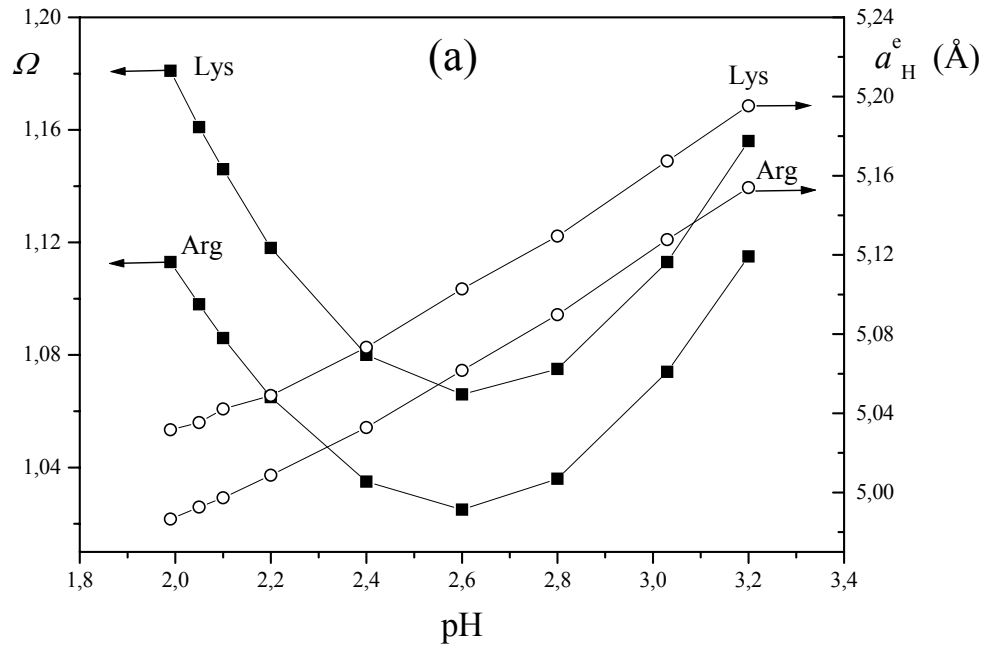 (a)
Ω
1,20
1,16
1,12
1,08
1,04
a^e_H (Å)
5,24
5,20
5,16
5,12
5,08
5,04
5,00
Lys
Arg
Lys
Arg
1,8 2,0 2,2 2,4 2,6 2,8 3,0 3,2 3,4
pH